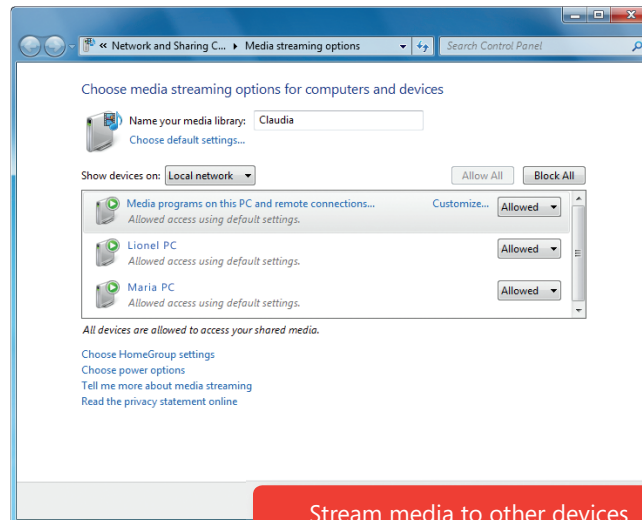 « Network and Sharing C... ▸ Media streaming options
Search Control Panel
Choose media streaming options for computers and devices
Name your media library: Claudia
Choose default settings...
Show devices on: Local network
Allow All Block All
Media programs on this PC and remote connections... Customize... Allowed
Allowed access using default settings.
Lionel PC Allowed
Allowed access using default settings.
Maria PC Allowed
Allowed access using default settings.
All devices are allowed to access your shared media.
Choose HomeGroup settings
Choose power options
Tell me more about media streaming
Read the privacy statement online
Stream media to other devices